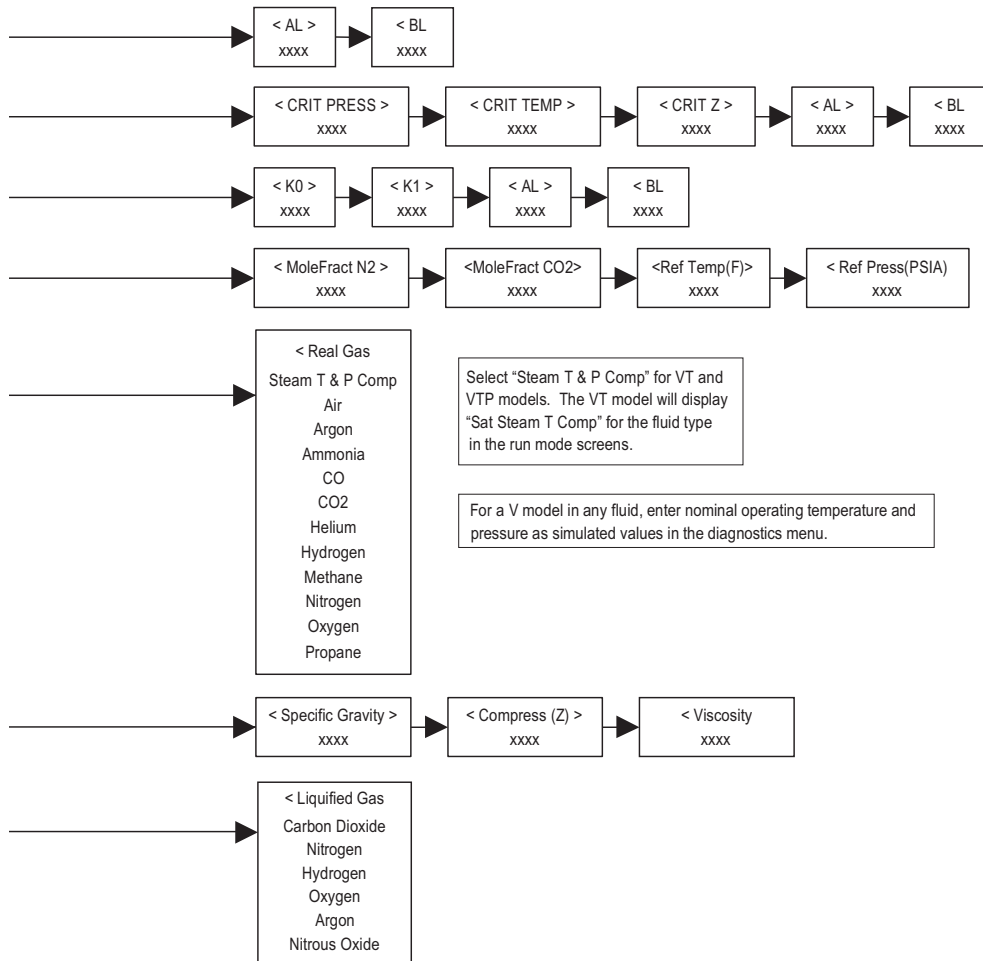 < AL >
xxxx
< BL
xxxx
< CRIT PRESS >
xxxx
< CRIT TEMP >
xxxx
< CRIT Z >
xxxx
< AL >
xxxx
< BL
xxxx
< K0 >
xxxx
< K1 >
xxxx
< AL >
xxxx
< BL
xxxx
< MoleFract N2 >
xxxx
<MoleFract CO2>
xxxx
<Ref Temp(F)>
xxxx
< Ref Press(PSIA)
xxxx
< Real Gas
Steam T & P Comp
Air
Argon
Ammonia
CO
CO2
Helium
Hydrogen
Methane
Nitrogen
Oxygen
Propane
Select “Steam T & P Comp” for VT and
VTP models. The VT model will display
“Sat Steam T Comp” for the fluid type
in the run mode screens.
For a V model in any fluid, enter nominal operating temperature and
pressure as simulated values in the diagnostics menu.
< Specific Gravity >
xxxx
< Compress (Z) >
xxxx
< Viscosity
xxxx
< Liquified Gas
Carbon Dioxide
Nitrogen
Hydrogen
Oxygen
Argon
Nitrous Oxide